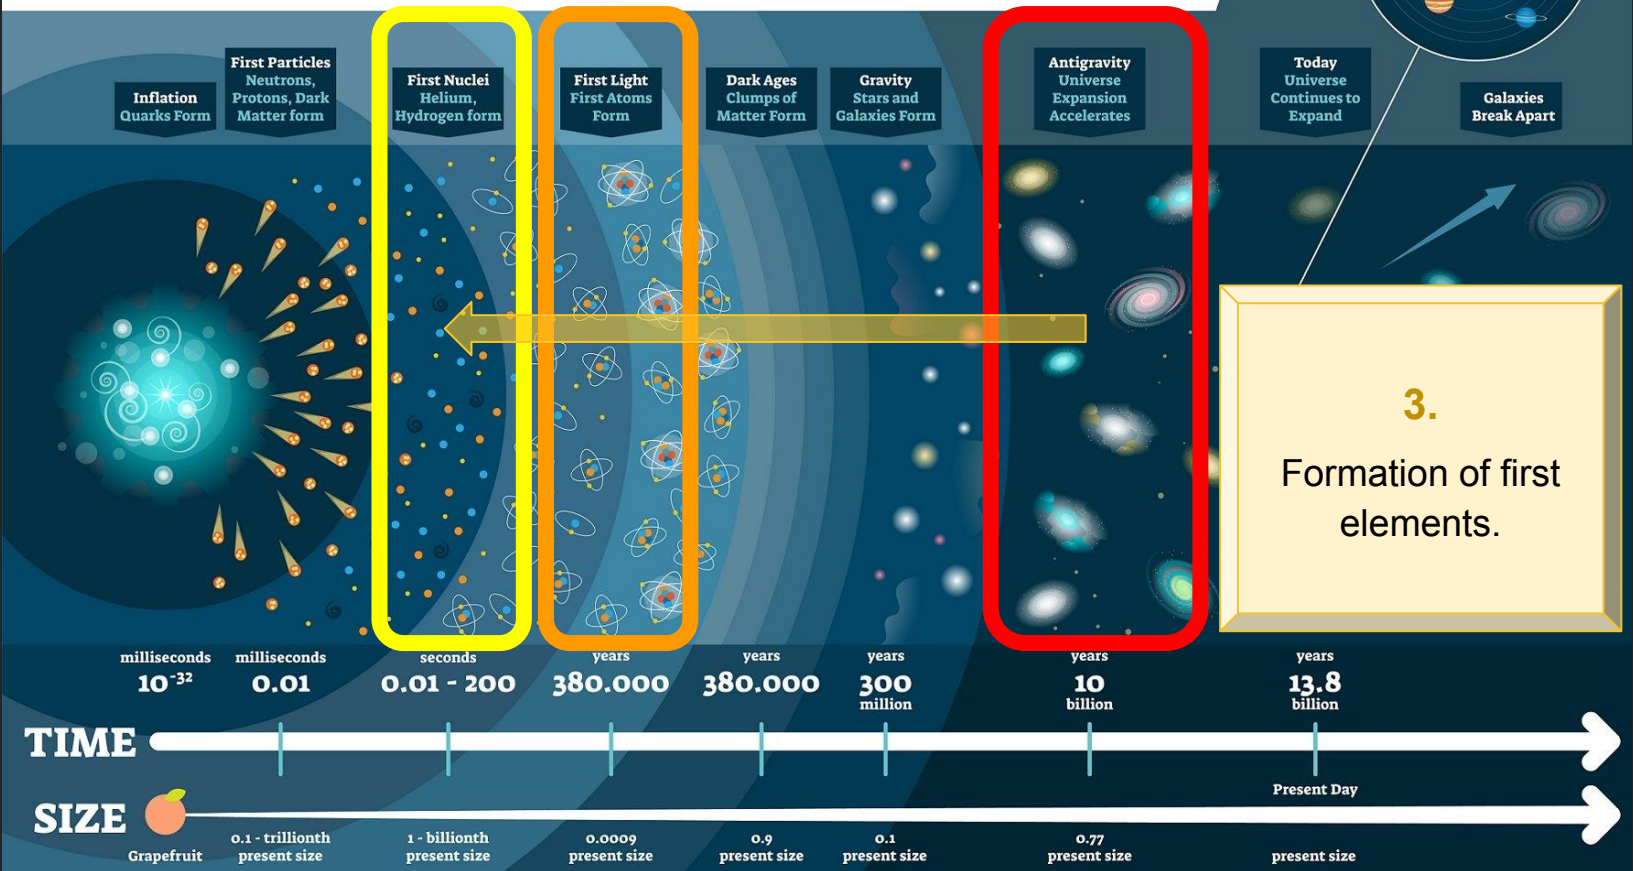 Inflation
Quarks Form
First Particles
Neutrons,
Protons, Dark
Matter form
First Nuclei
Helium,
Hydrogen form
First Light
First Atoms
Form
Dark Ages
Clumps of
Matter Form
Gravity
Stars and
Galaxies Form
Antigravity
Universe
Expansion
Accelerates
Today
Universe
Continues to
Expand
Galaxies
Break Apart
3.
Formation of first
elements.
milliseconds
10⁻³²
milliseconds
0.01
seconds
0.01 - 200
years
380.000
years
380.000
years
300
million
years
10
billion
years
13.8
billion
TIME
Present Day
SIZE
Grapefruit
0.1 - trillionth
present size
1 - billionth
present size
0.0009
present size
0.9
present size
0.1
present size
0.77
present size
present size